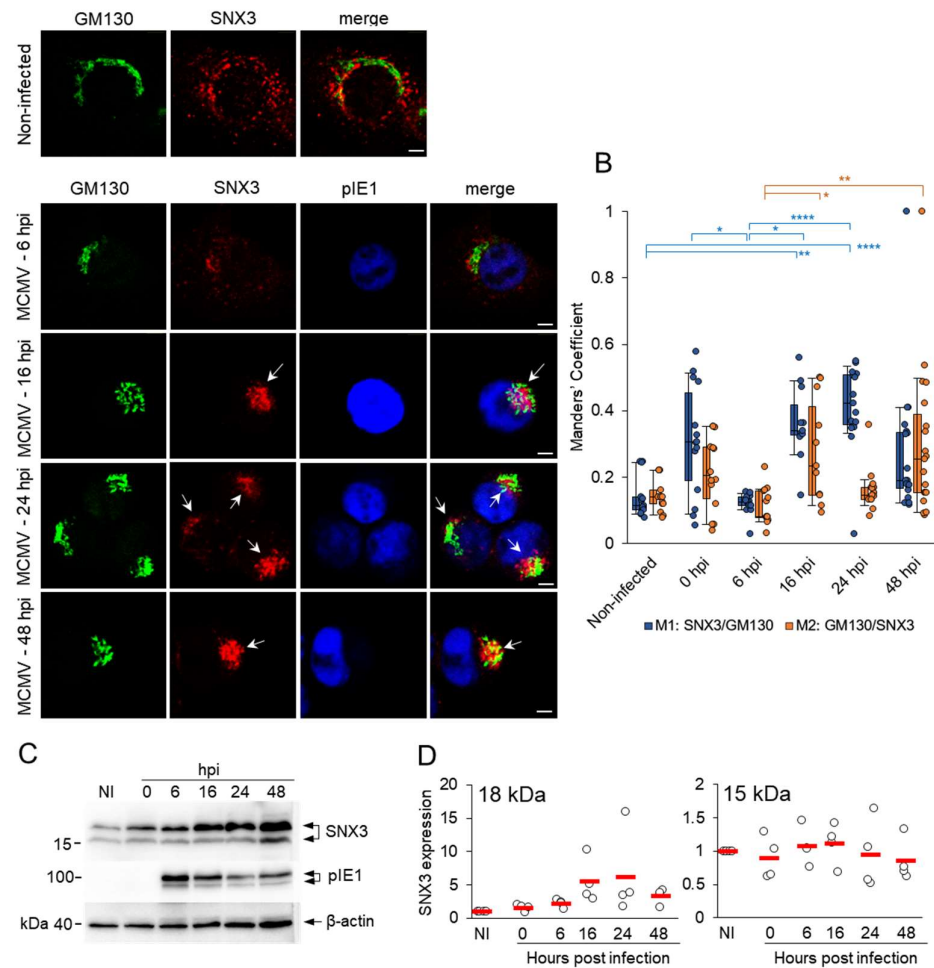 GM130 SNX3 merge
Non-infected
GM130 SNX3 pIE1 merge
MCMV - 6 hpi
MCMV - 16 hpi
MCMV - 24 hpi
MCMV - 48 hpi
B
** 
*
****
* *
****
**
Manders' Coefficient
1
0.8
0.6
0.4
0.2
0
Non-infected 0 hpi 6 hpi 16 hpi 24 hpi 48 hpi
M1: SNX3/GM130 M2: GM130/SNX3
C
hpi
NI 0 6 16 24 48
SNX3
15-
100-
pIE1
kDa 40-
β-actin
D
18 kDa
SNX3 expression
20
15
10
5
0
NI 0 6 16 24 48
Hours post infection
15 kDa
2
1.5
1
0.5
0
NI 0 6 16 24 48
Hours post infection